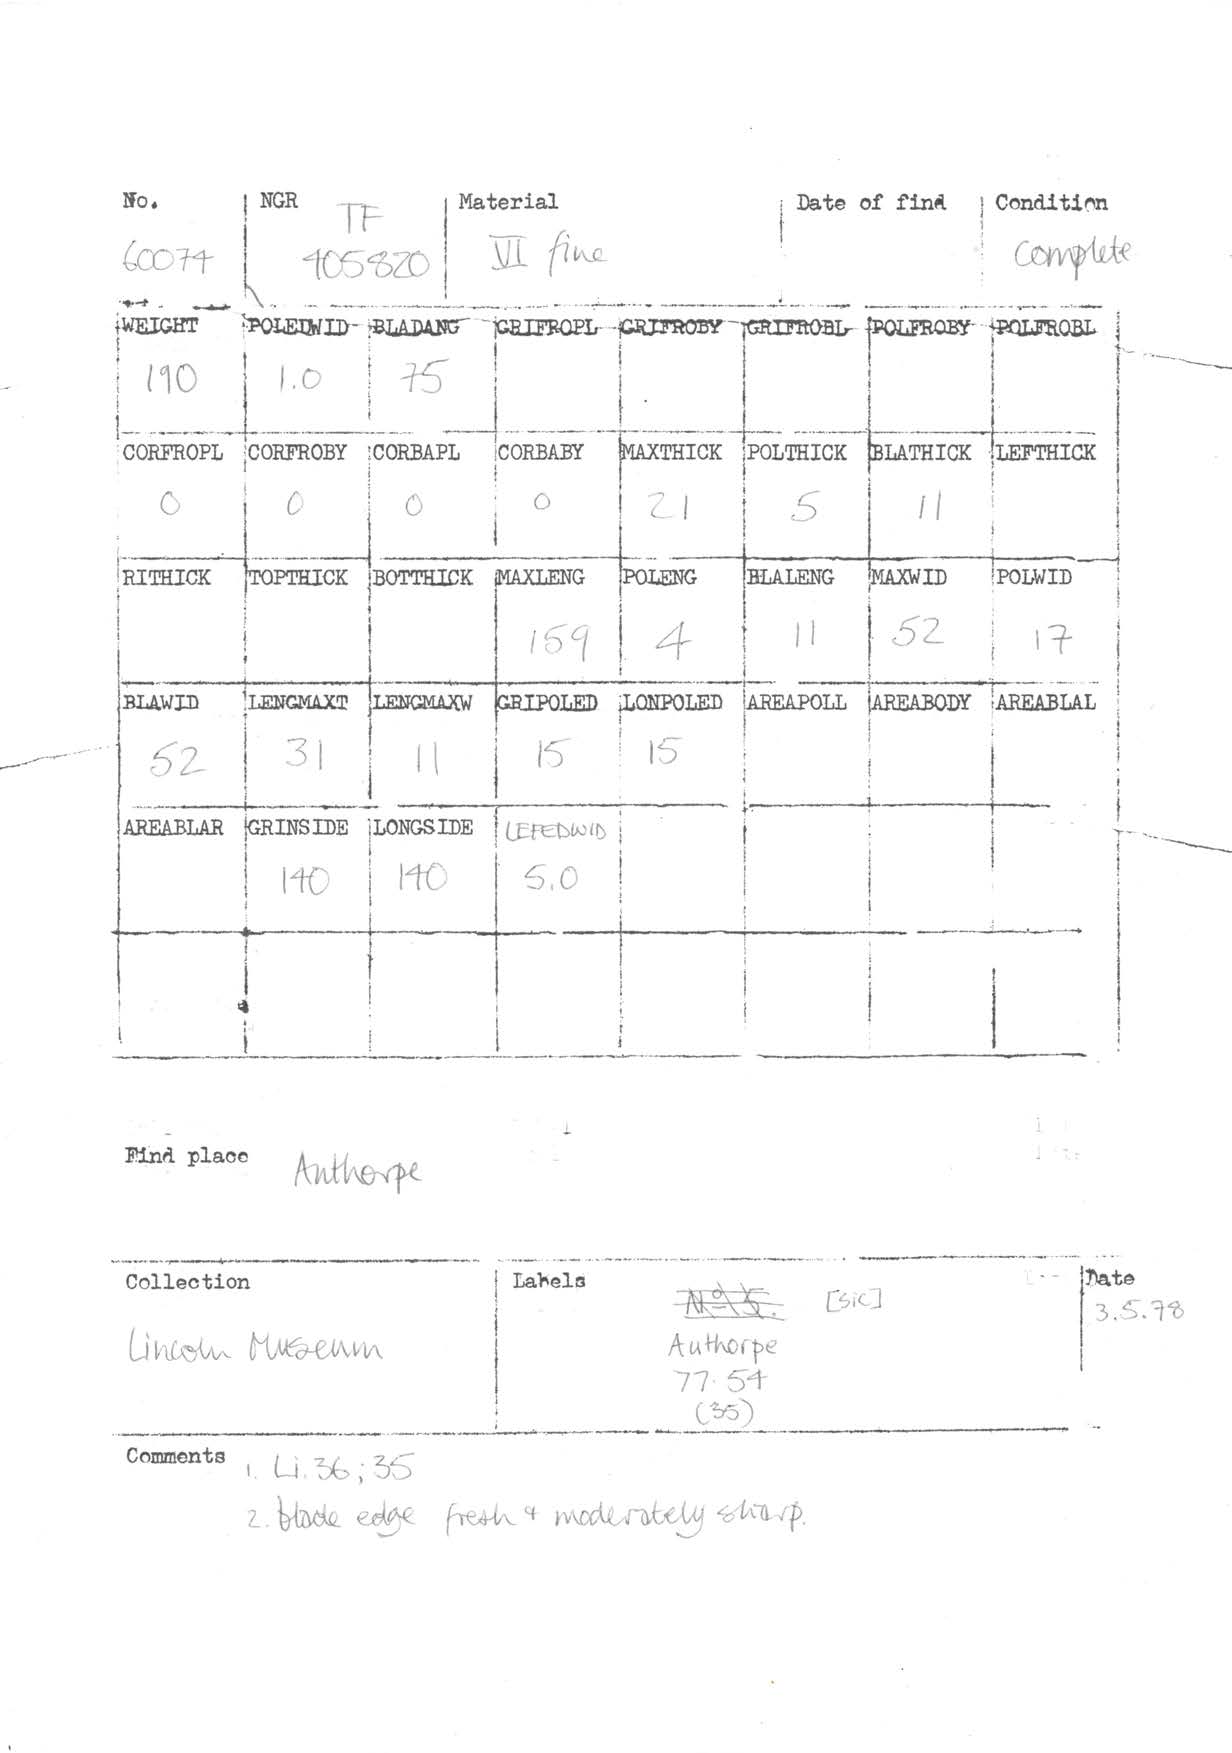 No. NGR Material Date of find Condition
TF
60074 405820 VI fine complete
WEIGHT POLEDWID BLADANG GRIFROPL GRIFROBY GRIFROBL POLFROBY POLFROBL
190 1.0 75
CORFROPL CORFROBY CORBAPL CORBABY MAXTHICK POLTHICK BLATHICK LEFTHICK
0 0 0 0 21 5 11
RITHICK TOPTHICK BOTTHICK MAXLENG POLENG BLALENG MAXWID POLWID
159 4 11 52 17
BLAWID LENGMAXT LENGMAXW GRIPOLED LONPOLED AREAPOLL AREABODY AREABLAL
52 31 11 15 15
AREABLAR GRINSIDE LONGSIDE LEFEDWID
140 140 5.0
Find place Authorpe
Collection Labels Date
[sic] 3.5.78
Lincoln Museum Authorpe
77.54
(35)
Comments 1. Li.36; 35
2. blade edge fresh & moderately sharp.